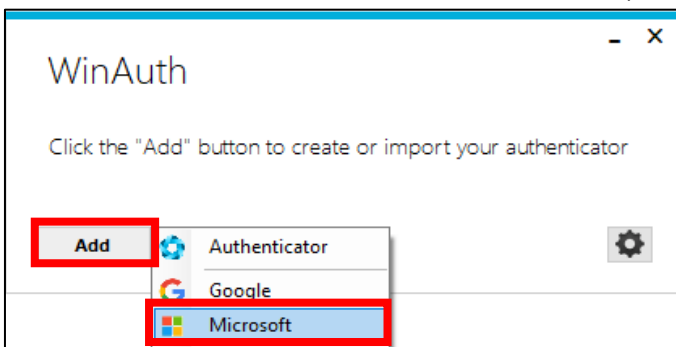 WinAuth
Click the "Add" button to create or import your authenticator
Add
Authenticator
Google
Microsoft